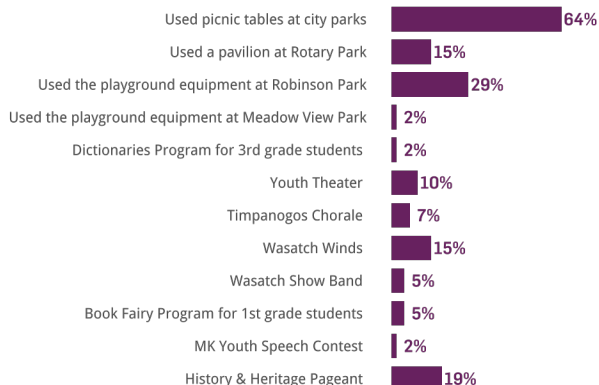 Used picnic tables at city parks 64%
Used a pavilion at Rotary Park 15%
Used the playground equipment at Robinson Park 29%
Used the playground equipment at Meadow View Park 2%
Dictionaries Program for 3rd grade students 2%
Youth Theater 10%
Timpanogos Chorale 7%
Wasatch Winds 15%
Wasatch Show Band 5%
Book Fairy Program for 1st grade students 5%
MK Youth Speech Contest 2%
History & Heritage Pageant 19%